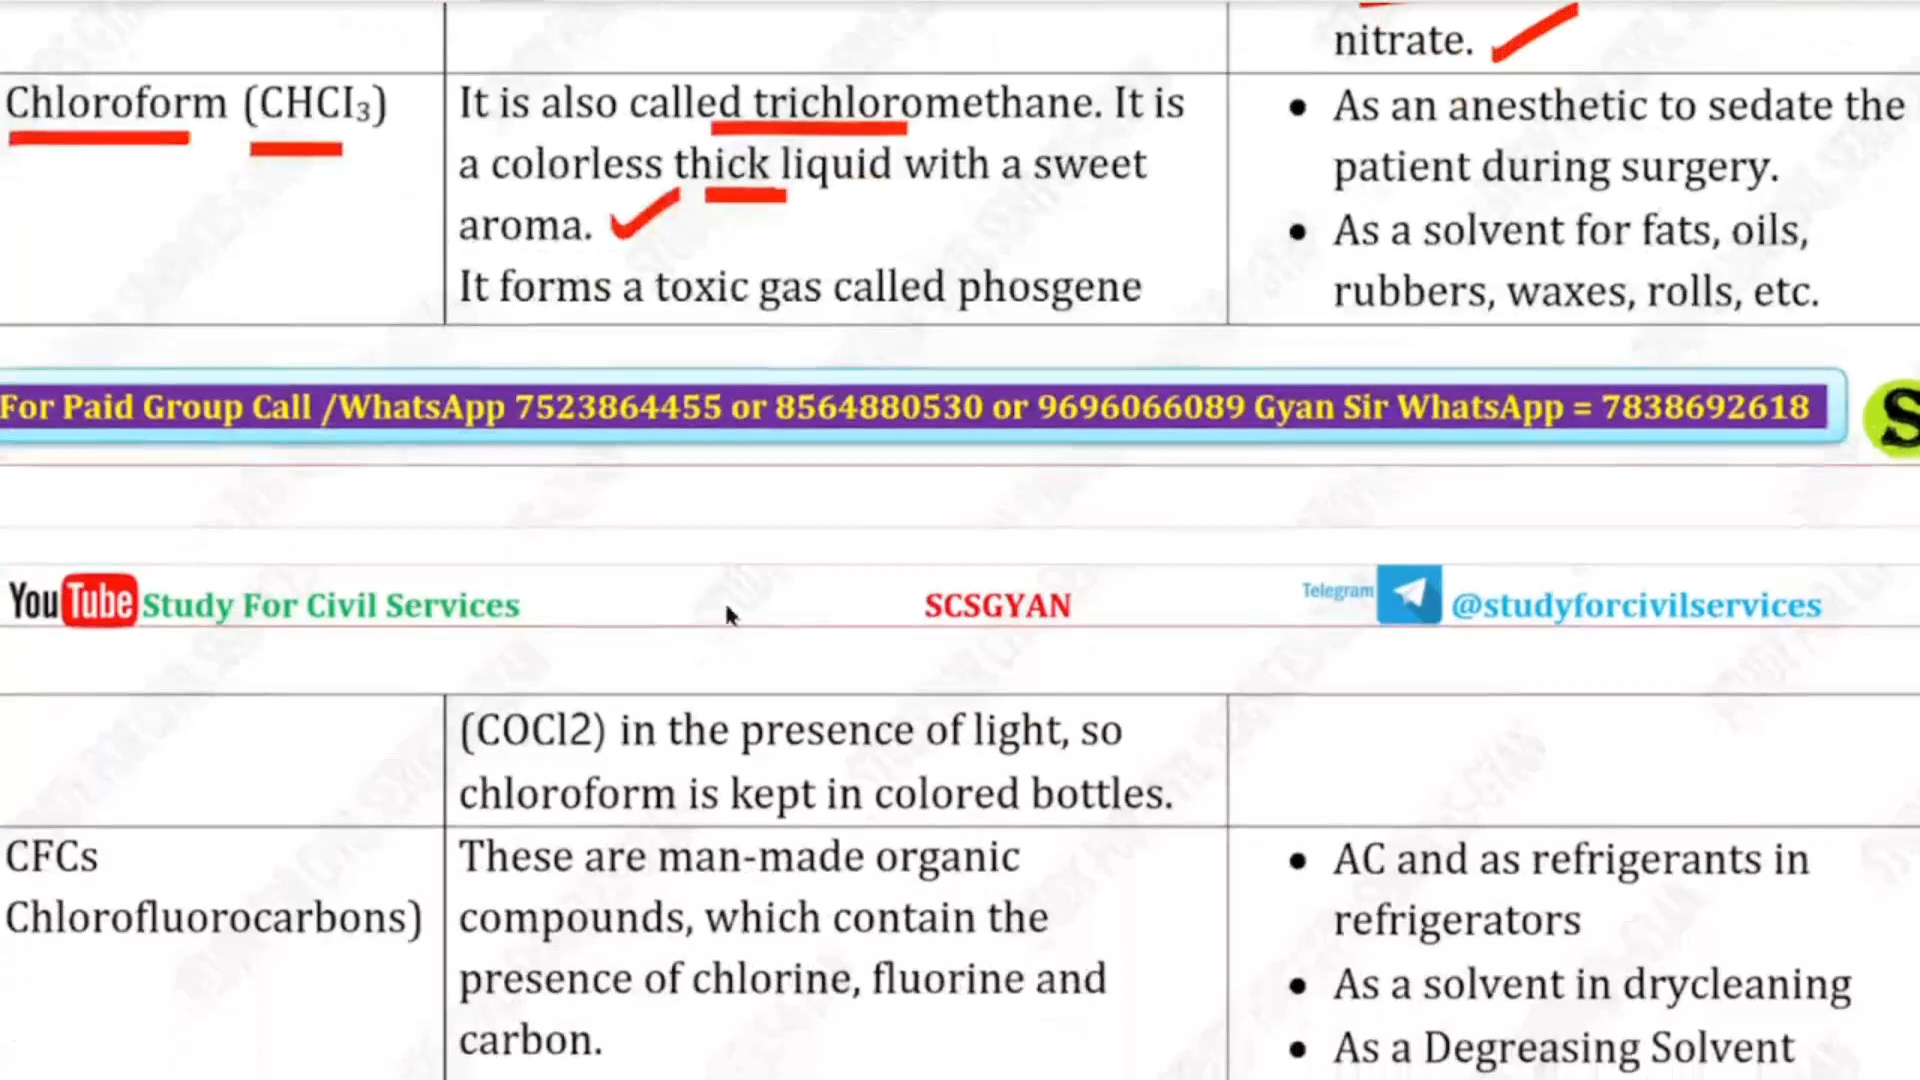 nitrate.
Chloroform (CHCI₃)
It is also called trichloromethane. It is
a colorless thick liquid with a sweet
aroma.
It forms a toxic gas called phosgene
• As an anesthetic to sedate the
patient during surgery.
• As a solvent for fats, oils,
rubbers, waxes, rolls, etc.
For Paid Group Call /WhatsApp 7523864455 or 8564880530 or 9696066089 Gyan Sir WhatsApp = 7838692618
S
YouTube Study For Civil Services
SCSGYAN
Telegram @studyforcivilservices
(COCl2) in the presence of light, so
chloroform is kept in colored bottles.
CFCs
Chlorofluorocarbons)
These are man-made organic
compounds, which contain the
presence of chlorine, fluorine and
carbon.
• AC and as refrigerants in
refrigerators
• As a solvent in drycleaning
• As a Degreasing Solvent